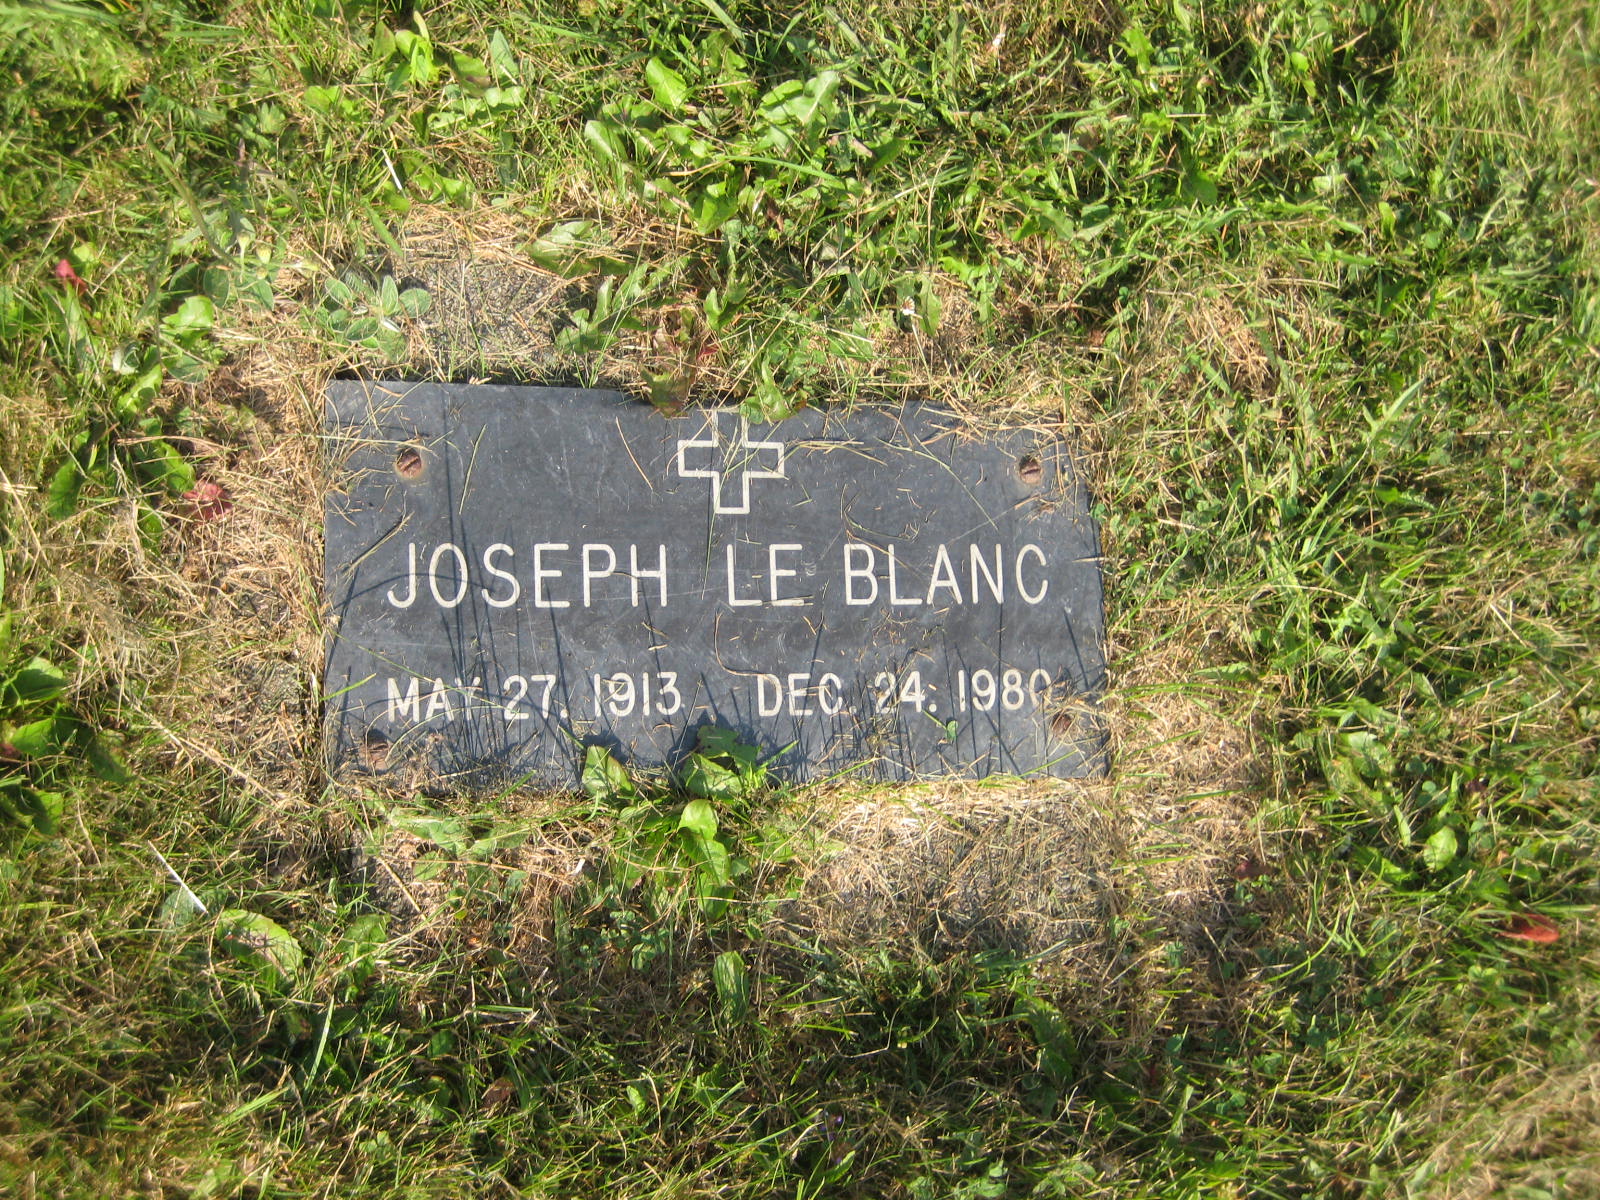 JOSEPH LE BLANC
MAY 27. 1913 DEC. 24. 1980